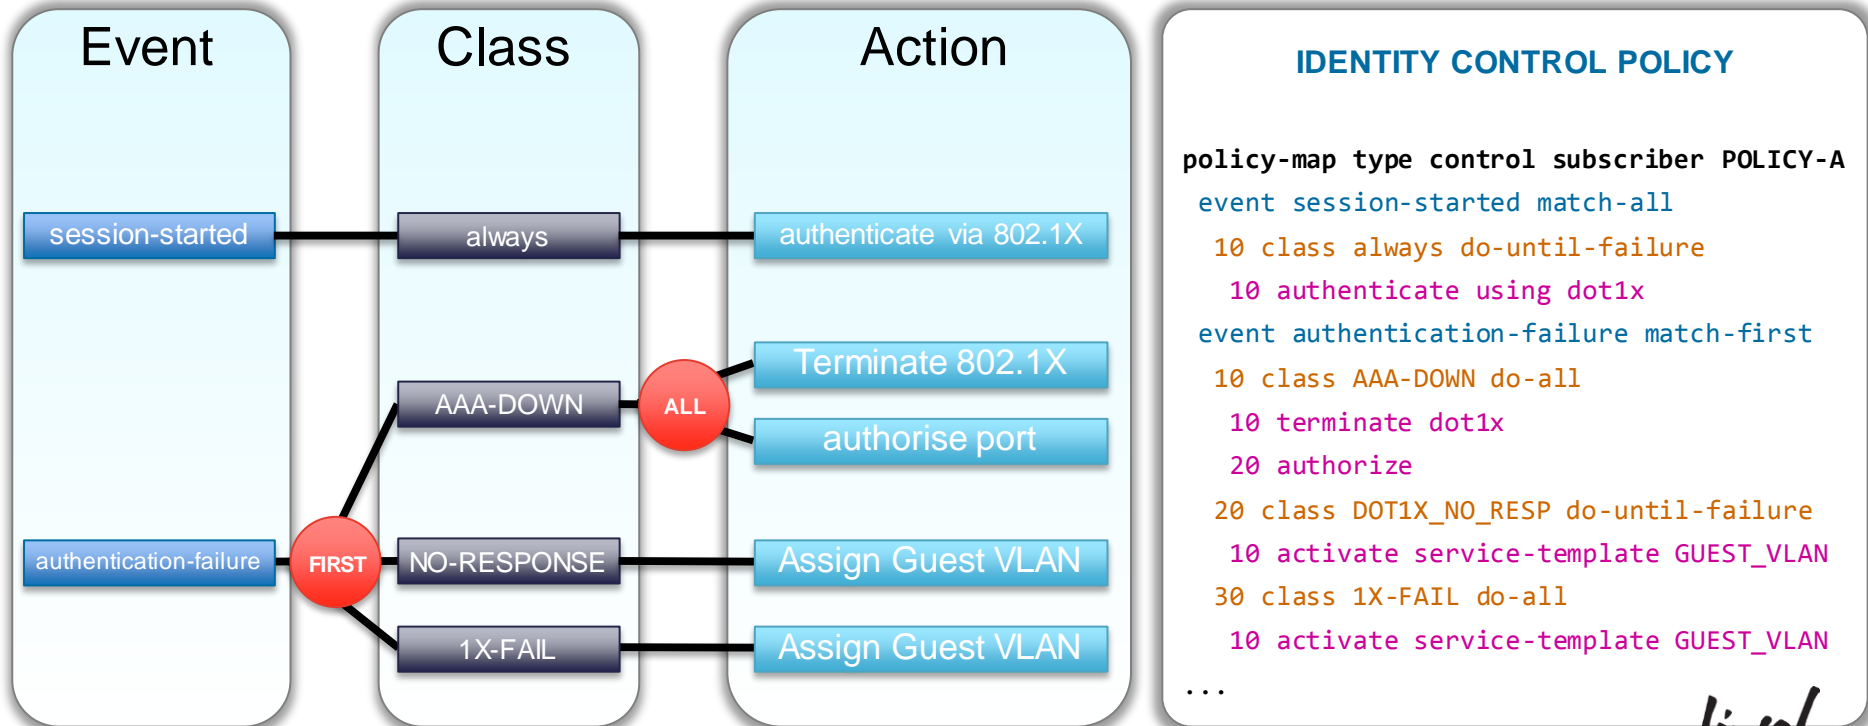 Event
Class
Action
session-started
always
authenticate via 802.1X
AAA-DOWN
ALL
Terminate 802.1X
authorise port
authentication-failure
FIRST
NO-RESPONSE
Assign Guest VLAN
1X-FAIL
Assign Guest VLAN
IDENTITY CONTROL POLICY
policy-map type control subscriber POLICY-A
event session-started match-all
10 class always do-until-failure
10 authenticate using dot1x
event authentication-failure match-first
10 class AAA-DOWN do-all
10 terminate dot1x
20 authorize
20 class DOT1X_NO_RESP do-until-failure
10 activate service-template GUEST_VLAN
30 class 1X-FAIL do-all
10 activate service-template GUEST_VLAN
...